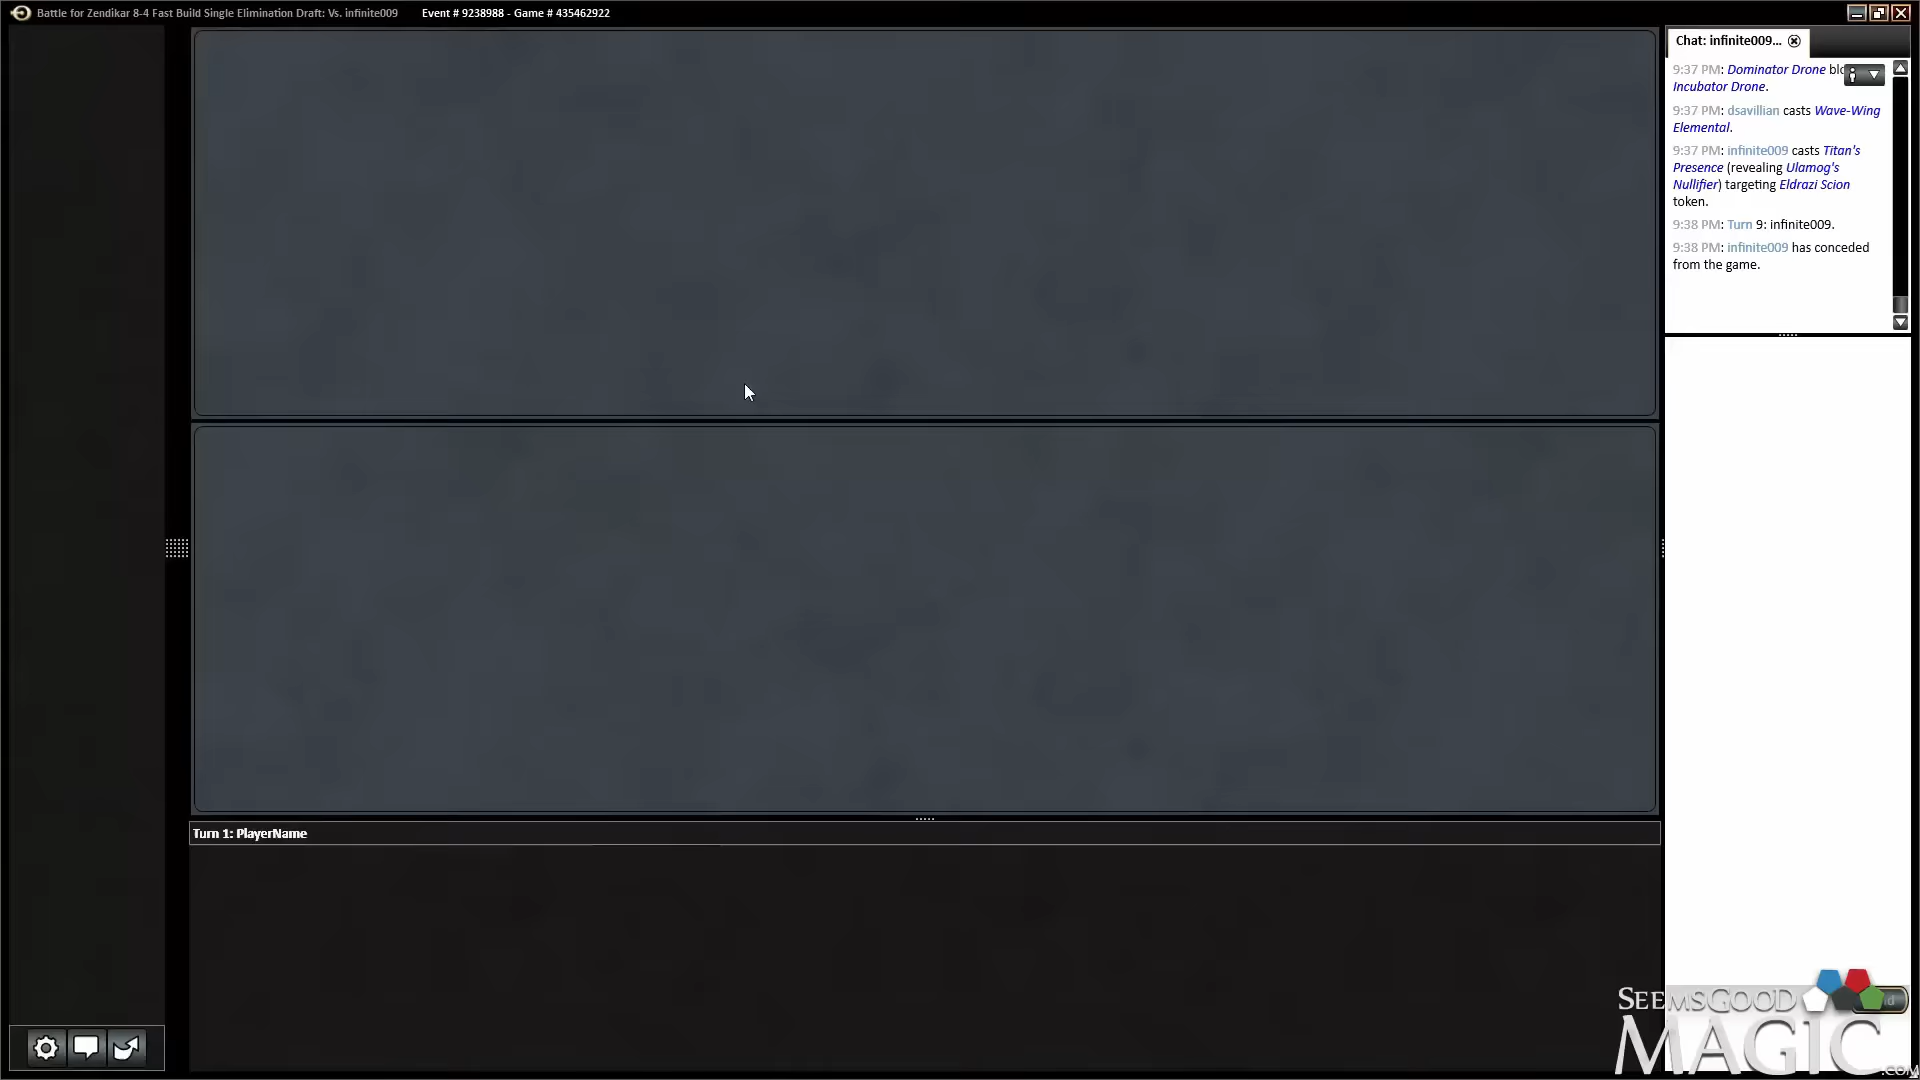 Battle for Zendikar 8-4 Fast Build Single Elimination Draft: Vs. infinite009 Event # 9238988 - Game # 435462922
Chat: infinite009...
9:37 PM: Dominator Drone blo
Incubator Drone.
9:37 PM: dsavillian casts Wave-Wing
Elemental.
9:37 PM: infinite009 casts Titan's
Presence (revealing Ulamog's
Nullifier) targeting Eldrazi Scion
token.
9:38 PM: Turn 9: infinite009.
9:38 PM: infinite009 has conceded
from the game.
Turn 1: PlayerName
SEEMSGOOD
MAGIC
.COM